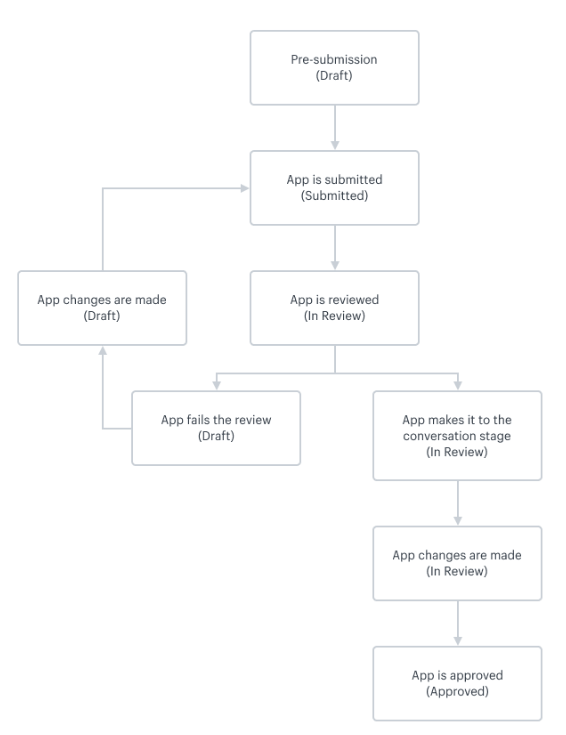 Pre-submission
(Draft)
App is submitted
(Submitted)
App changes are made
(Draft)
App is reviewed
(In Review)
App fails the review
(Draft)
App makes it to the
conversation stage
(In Review)
App changes are made
(In Review)
App is approved
(Approved)